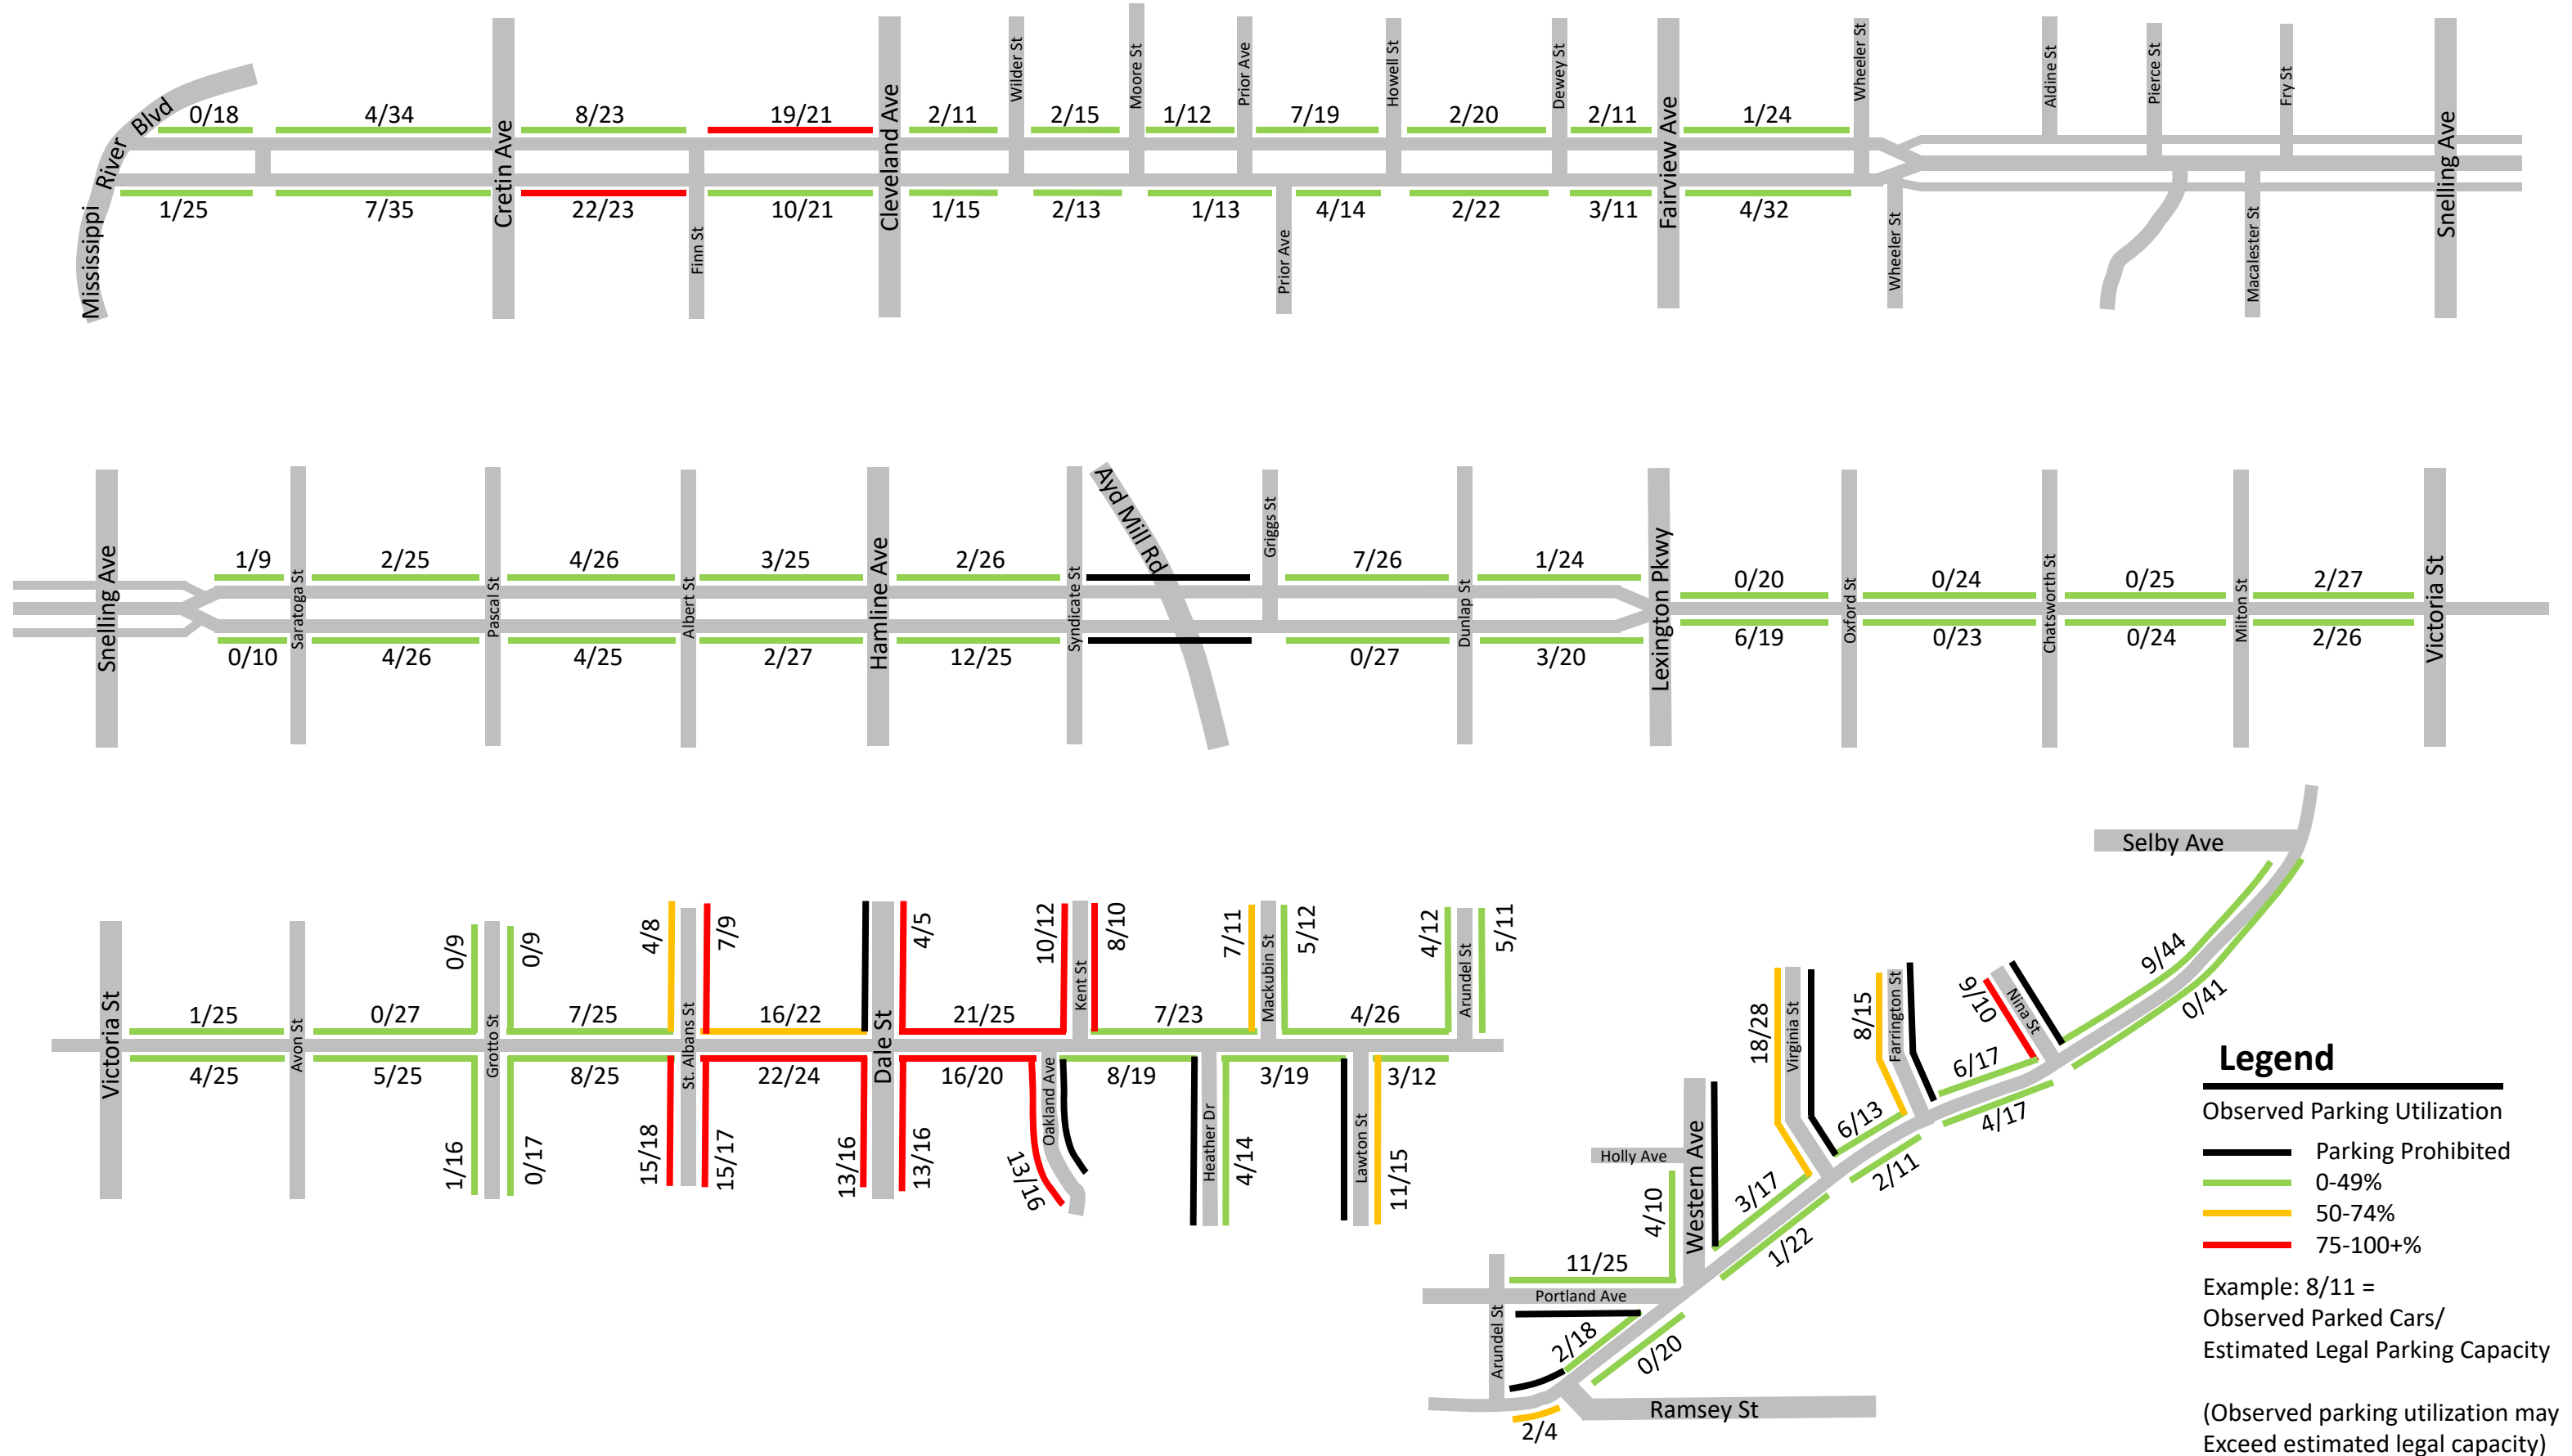 Mississippi River Blvd
0/18
4/34
8/23
19/21
2/11
2/15
1/12
7/19
2/20
2/11
1/24
Cretin Ave
Finn St
Cleveland Ave
Wilder St
Moore St
Prior Ave
Prior Ave
Howell St
Dewey St
Fairview Ave
Wheeler St
Wheeler St
Aldine St
Pierce St
Macalester St
Fry St
Snelling Ave
1/25
7/35
22/23
10/21
1/15
2/13
1/13
4/14
2/22
3/11
4/32
Snelling Ave
1/9
2/25
4/26
3/25
2/26
7/26
1/24
0/20
0/24
0/25
2/27
Saratoga St
Pascal St
Albert St
Hamline Ave
Syndicate St
Ayd Mill Rd
Griggs St
Dunlap St
Lexington Pkwy
Oxford St
Chatsworth St
Milton St
Victoria St
0/10
4/26
4/25
2/27
12/25
0/27
3/20
6/19
0/23
0/24
2/26
Victoria St
Avon St
Grotto St
St. Albans St
Dale St
Oakland Ave
Kent St
Heather Dr
Mackubin St
Lawton St
Arundel St
0/9
0/9
4/8
7/9
4/5
10/12
8/10
7/11
5/12
4/12
5/11
1/25
0/27
7/25
16/22
21/25
7/23
4/26
4/25
5/25
8/25
22/24
16/20
8/19
3/19
3/12
1/16
0/17
15/18
15/17
13/16
13/16
13/16
4/14
11/15
Selby Ave
9/44
0/41
Nina St
9/10
6/17
4/17
Farrington St
8/15
6/13
2/11
Virginia St
18/28
3/17
1/22
Western Ave
Holly Ave
4/10
11/25
Portland Ave
Arundel St
2/18
0/20
Ramsey St
2/4
Legend
Observed Parking Utilization
Parking Prohibited
0-49%
50-74%
75-100+%
Example: 8/11 =
Observed Parked Cars/
Estimated Legal Parking Capacity
(Observed parking utilization may
Exceed estimated legal capacity)